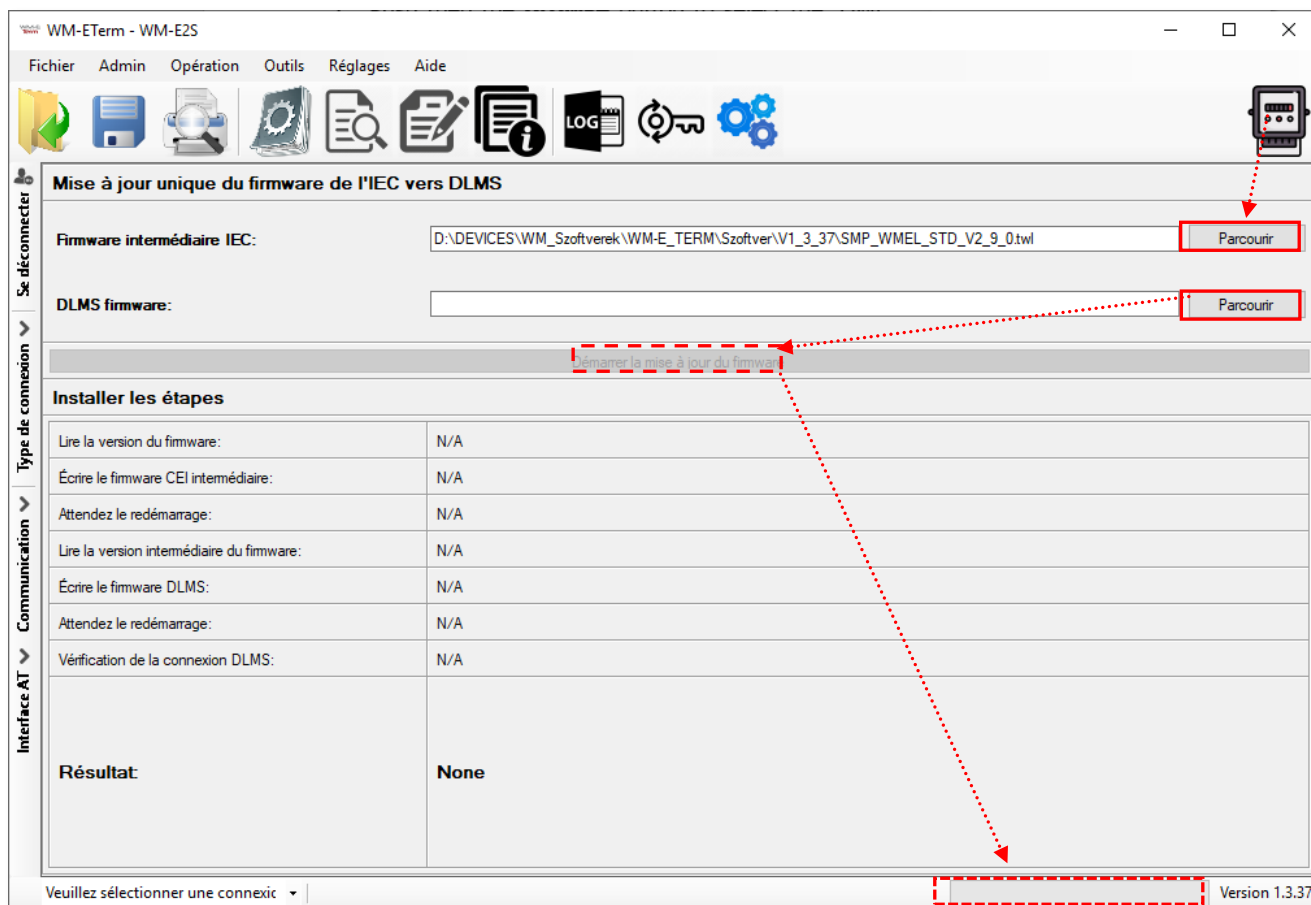 WM-ETerm - WM-E2S
Fichier Admin Opération Outils Réglages Aide
LOG
Se déconnecter
Type de connexion
Communication
Interface AT
Mise à jour unique du firmware de l'IEC vers DLMS
Firmware intermédiaire IEC:
D:\DEVICES\WM_Szoftverek\WM-E_TERM\Szoftver\V1_3_37\SMP_WMEL_STD_V2_9_0.twl
Parcourir
DLMS firmware:
Parcourir
Démarrer la mise à jour du firmware
Installer les étapes
Lire la version du firmware: N/A
Écrire le firmware CEI intermédiaire: N/A
Attendez le redémarrage: N/A
Lire la version intermédiaire du firmware: N/A
Écrire le firmware DLMS: N/A
Attendez le redémarrage: N/A
Vérification de la connexion DLMS: N/A
Résultat: None
Veuillez sélectionner une connexic
Version 1.3.37